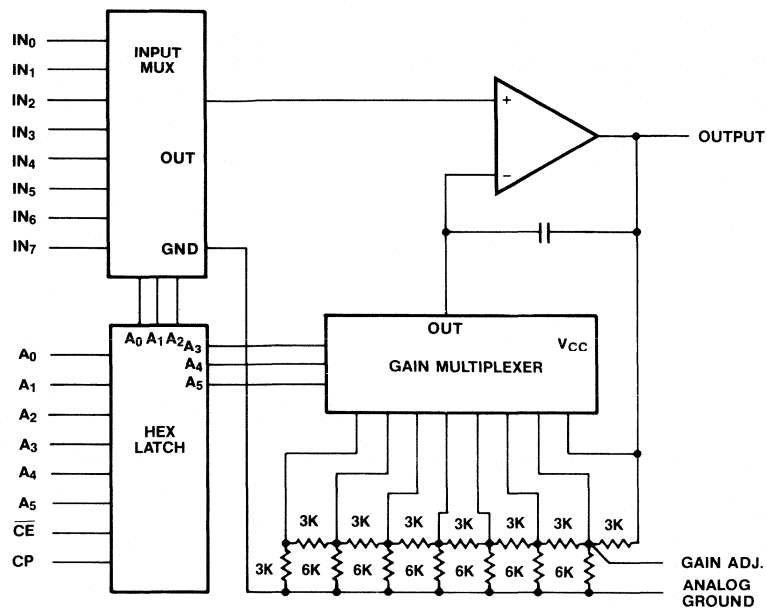 INPUT
MUX
IN0
IN1
IN2
IN3
IN4
IN5
IN6
IN7
OUT
GND
+
−
OUTPUT
A0 A1 A2
A3
A4
A5
HEX
LATCH
A0
A1
A2
A3
A4
A5
CE
CP
OUT
VCC
GAIN MULTIPLEXER
3K 3K 3K 3K 3K 3K 3K
3K 6K 6K 6K 6K 6K
GAIN ADJ.
ANALOG
GROUND